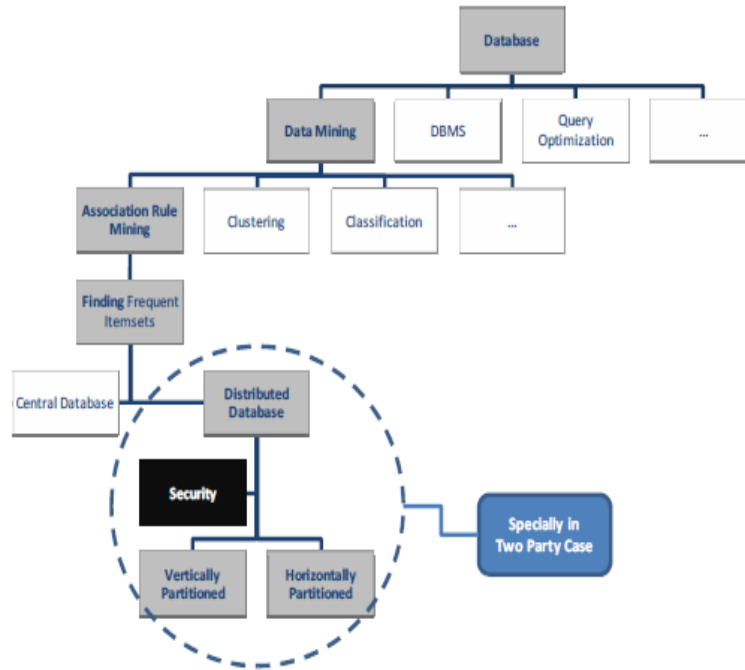 Database
Data Mining
DBMS
Query
Optimization
...
Association Rule
Mining
Clustering
Classification
...
Finding Frequent
Itemsets
Central Database
Distributed
Database
Security
Specially in
Two Party Case
Vertically
Partitioned
Horizontally
Partitioned